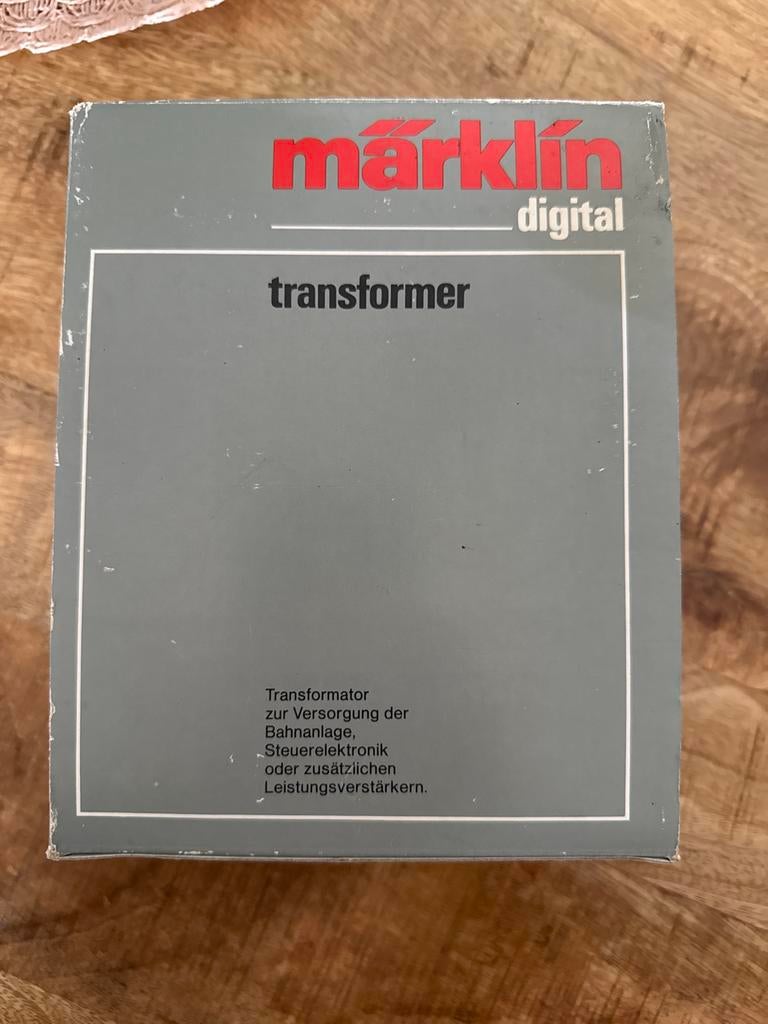 märklin
digital
transformer
Transformator
zur Versorgung der
Bahnanlage,
Steuerelektronik
oder zusätzlichen
Leistungsverstärkern.